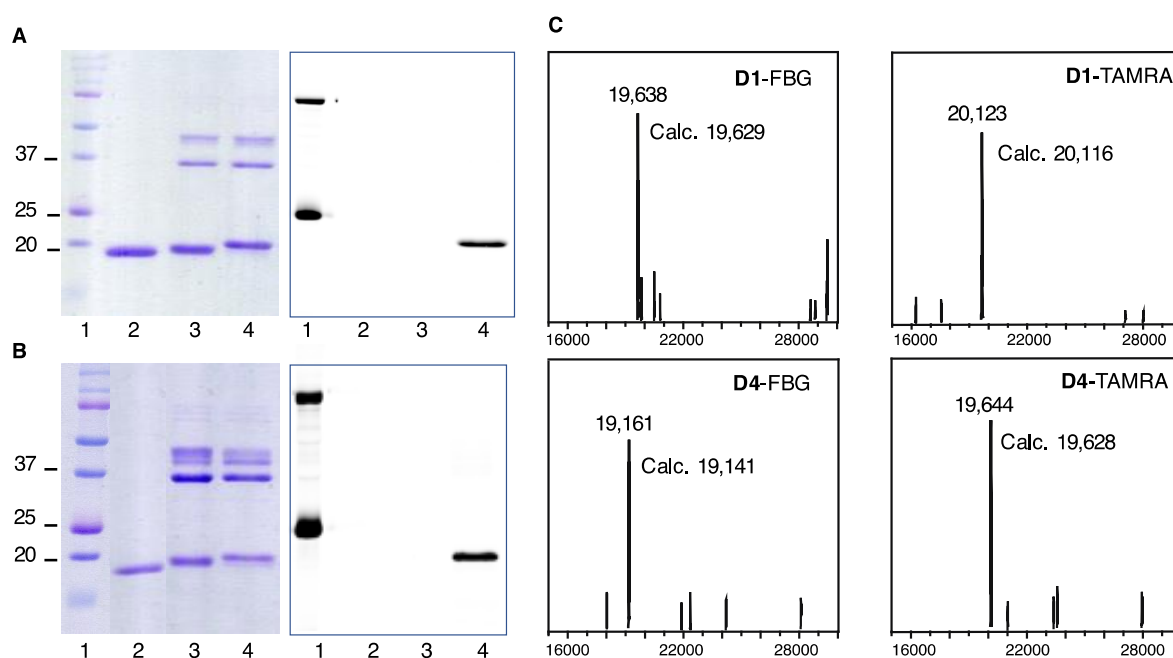 A
37
25
20
1 2 3 4
1 2 3 4
B
37
25
20
1 2 3 4
1 2 3 4
C
D1-FBG
19,638
Calc. 19,629
16000 22000 28000
D1-TAMRA
20,123
Calc. 20,116
16000 22000 28000
D4-FBG
19,161
Calc. 19,141
16000 22000 28000
D4-TAMRA
19,644
Calc. 19,628
16000 22000 28000